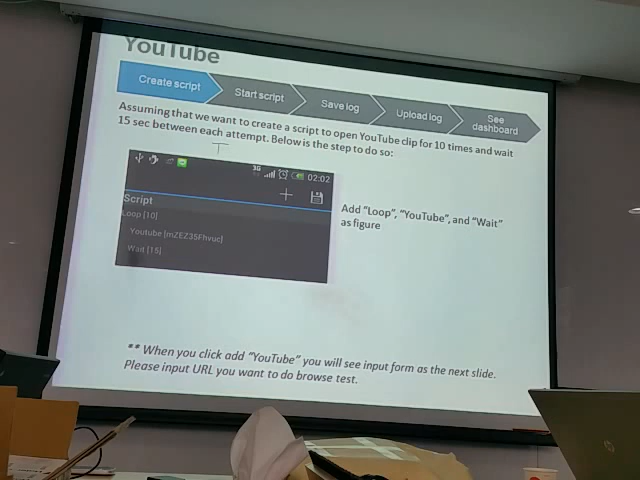 YouTube
Create script
Start script
Save log
Upload log
See
dashboard
Assuming that we want to create a script to open YouTube clip for 10 times and wait
15 sec between each attempt. Below is the step to do so:
3G
02:02
Script
Loop [10]
Youtube [mZEZ35Fhvuc]
Wait [15]
Add "Loop", "YouTube", and "Wait"
as figure
** When you click add "YouTube" you will see input form as the next slide.
Please input URL you want to do browse test.